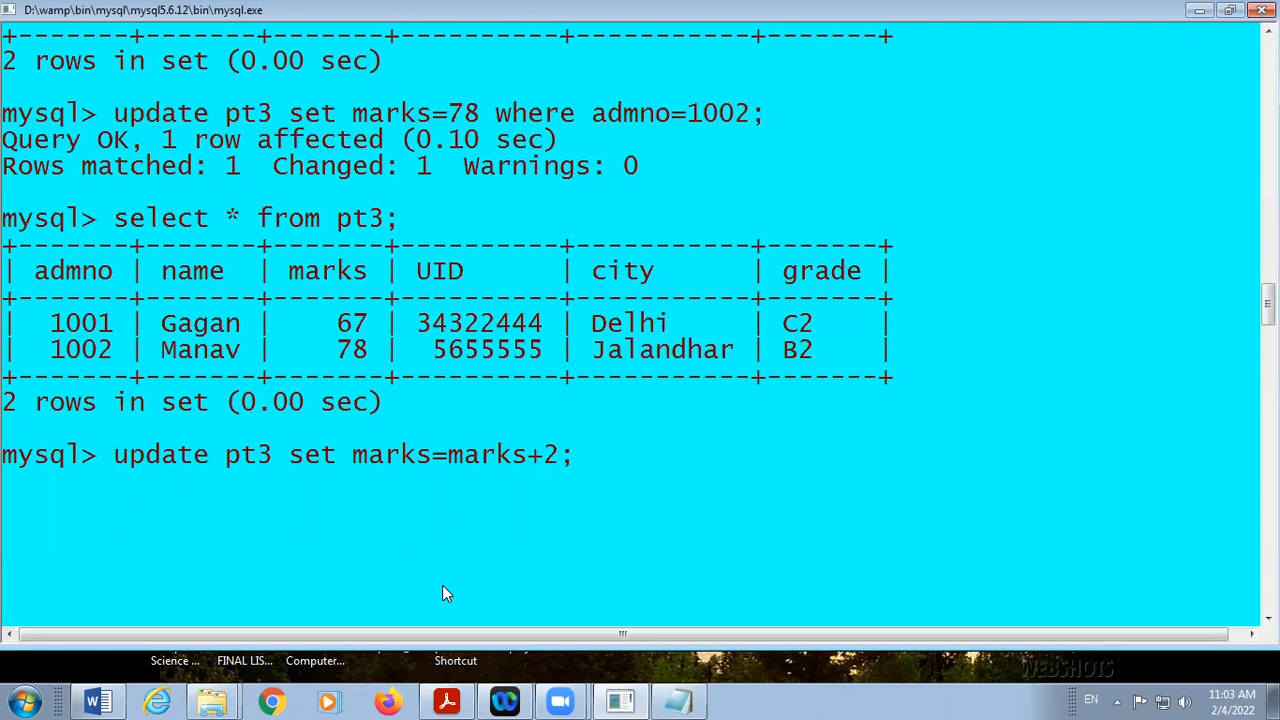 D:\wamp\bin\mysql\mysql5.6.12\bin\mysql.exe
+-------+-------+-------+----------+-----------+-------+
2 rows in set (0.00 sec)
mysql> update pt3 set marks=78 where admno=1002;
Query OK, 1 row affected (0.10 sec)
Rows matched: 1  Changed: 1  Warnings: 0
mysql> select * from pt3;
+-------+-------+-------+----------+-----------+-------+
| admno | name  | marks | UID      | city      | grade |
+-------+-------+-------+----------+-----------+-------+
|  1001 | Gagan |    67 | 34322444 | Delhi     | C2    |
|  1002 | Manav |    78 |  5655555 | Jalandhar | B2    |
+-------+-------+-------+----------+-----------+-------+
2 rows in set (0.00 sec)
mysql> update pt3 set marks=marks+2;
Science ... FINAL LIS... Computer... Shortcut
WEBSHOTS
EN 11:03 AM
2/4/2022